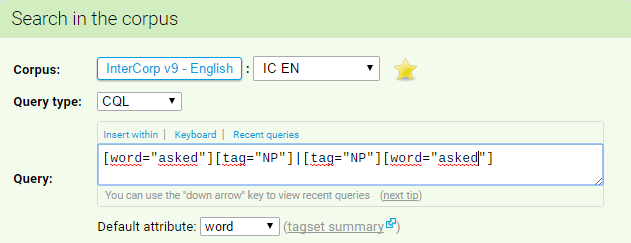 Search in the corpus
Corpus: InterCorp v9 - English : IC EN
Query type: CQL
Insert within | Keyboard | Recent queries
[word="asked"][tag="NP"]|[tag="NP"][word="asked"]
Query:
You can use the "down arrow" key to view recent queries (next tip)
Default attribute: word (tagset summary)